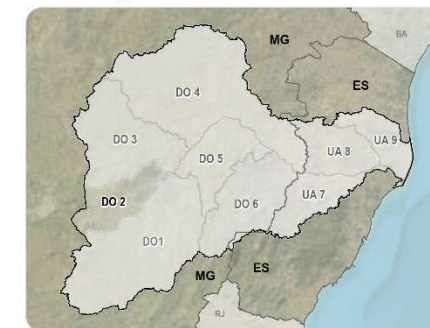 BA
MG
ES
DO 4
DO 3
DO 5
UA 8
UA 9
DO 2
DO 6
UA 7
DO1
MG
ES
RJ